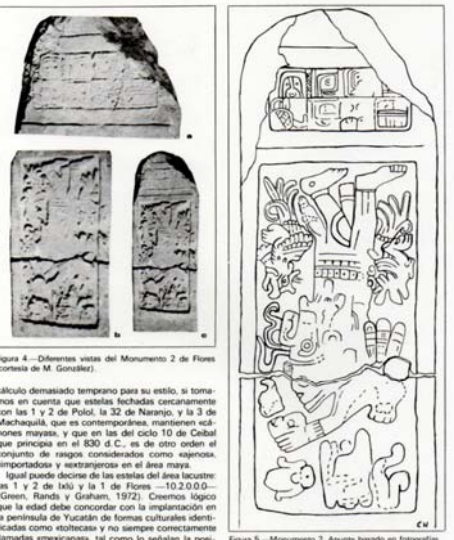 a
b
c
Figura 4.—Diferentes vistas del Monumento 2 de Flores
(cortesía de M. González).
cálculo demasiado temprano para su estilo, si toma-
mos en cuenta que estelas fechadas cercanamente
con las 1 y 2 de Polol, la 32 de Naranjo, y la 3 de
Machaquilá, que es contemporánea, mantienen «cá-
nones mayas», y que en las del ciclo 10 de Ceibal
que principia en el 830 d.C., es de otro orden el
conjunto de rasgos considerados como «ajenos»,
«importados» y «extranjeros» en el área maya.
Igual puede decirse de las estelas del área lacustre:
las 1 y 2 de Ixlú y la 1 de Flores —10.2.0.0.0—
(Green, Rands y Graham, 1972). Creemos lógico
que la edad debe concordar con la implantación en
la península de Yucatán de formas culturales identi-
ficadas como «toltecas» y no siempre correctamente
llamadas «mexicanas», tal como lo señalan la posi-
Figura 5.—Monumento 2. Apunte basado en fotografías